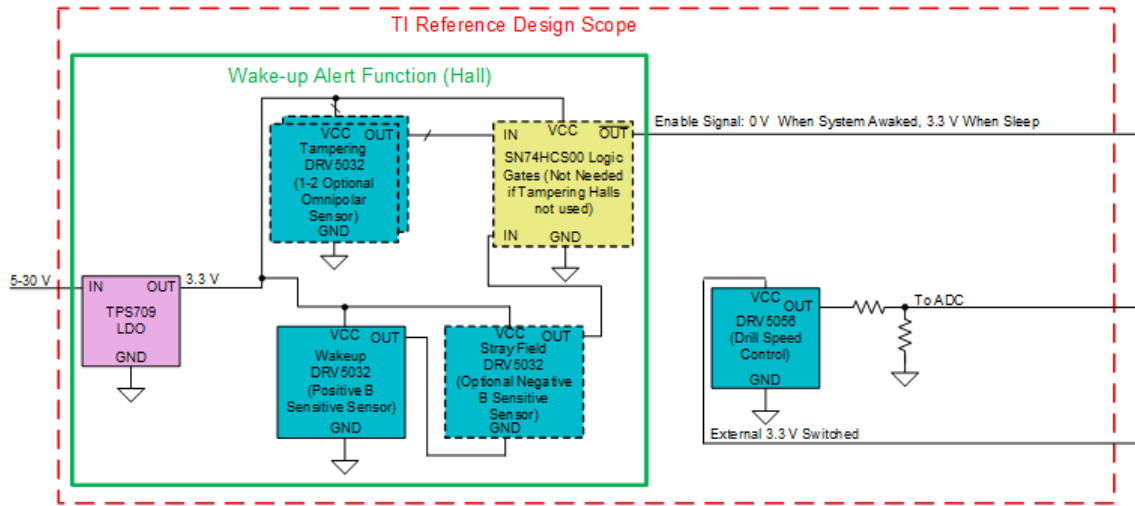 TI Reference Design Scope
Wake-up Alert Function (Hall)
VCC
OUT
Tampering
DRV5032
(1-2 Optional
Omnipolar
Sensor)
GND
VCC
IN
OUT
SN74HCS00 Logic
Gates (Not Needed
if Tampering Halls
not used)
IN
GND
Enable Signal: 0 V When System Awaked, 3.3 V When Sleep
5-30 V
IN
OUT
TPS709
LDO
GND
3.3 V
VCC
OUT
Wakeup
DRV5032
(Positive B
Sensitive Sensor)
GND
VCC
OUT
Stray Field
DRV5032
(Optional Negative
B Sensitive
Sensor)
GND
VCC
OUT
DRV5056
(Drill Speed
Control)
GND
To ADC
External 3.3 V Switched